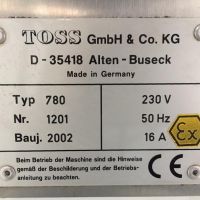 TOSS GmbH & Co. KG
D - 35418 Alten - Buseck
Made in Germany
Typ 780 230 V
Nr. 1201 50 Hz
Bauj. 2002 16 A Ex
Beim Betrieb der Maschine sind die Hinweise
gemäß der Beschilderung und der Betriebs-
anleitung zu beachten.